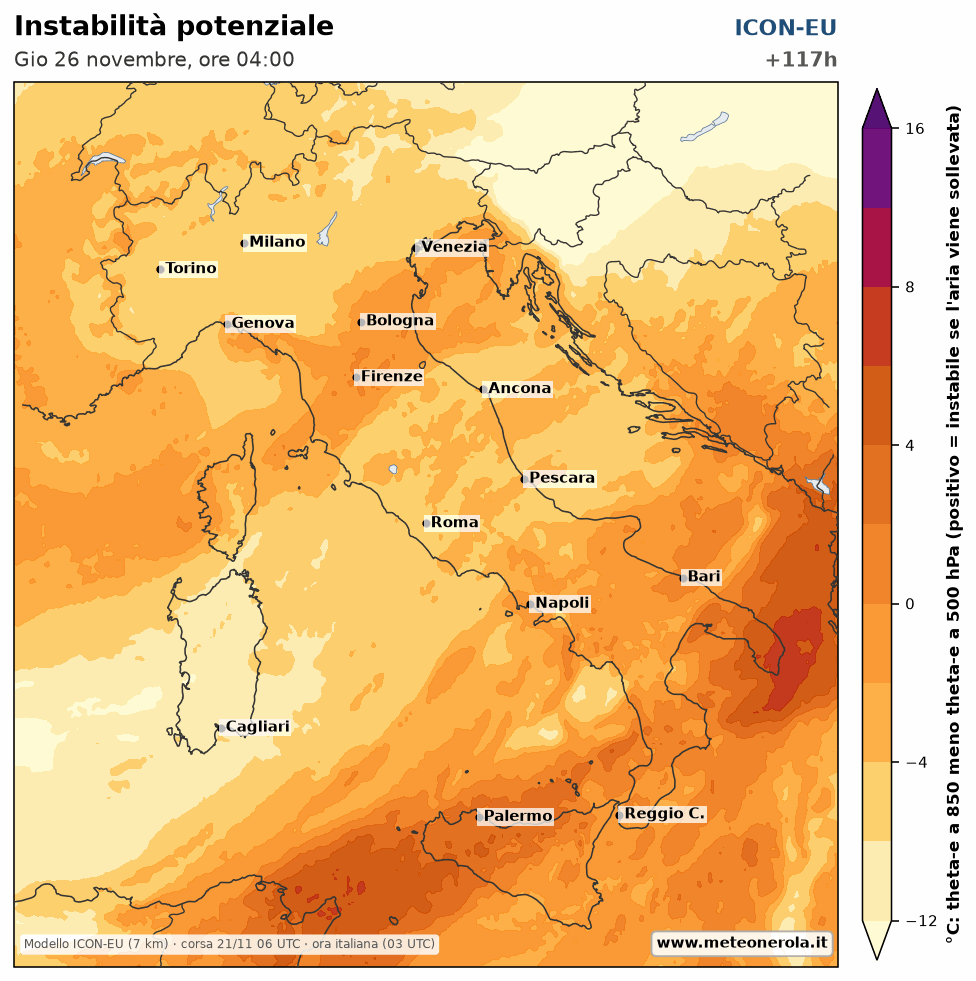 Instabilità potenziale
ICON-EU
Gio 26 novembre, ore 04:00
+117h
16
8
4
0
−4
−12
°C: theta-e a 850 meno theta-e a 500 hPa (positivo = instabile se l'aria viene sollevata)
Milano
Venezia
Torino
Genova
Bologna
Firenze
Ancona
Pescara
Roma
Bari
Napoli
Cagliari
Palermo
Reggio C.
Modello ICON-EU (7 km) · corsa 21/11 06 UTC · ora italiana (03 UTC)
www.meteonerola.it